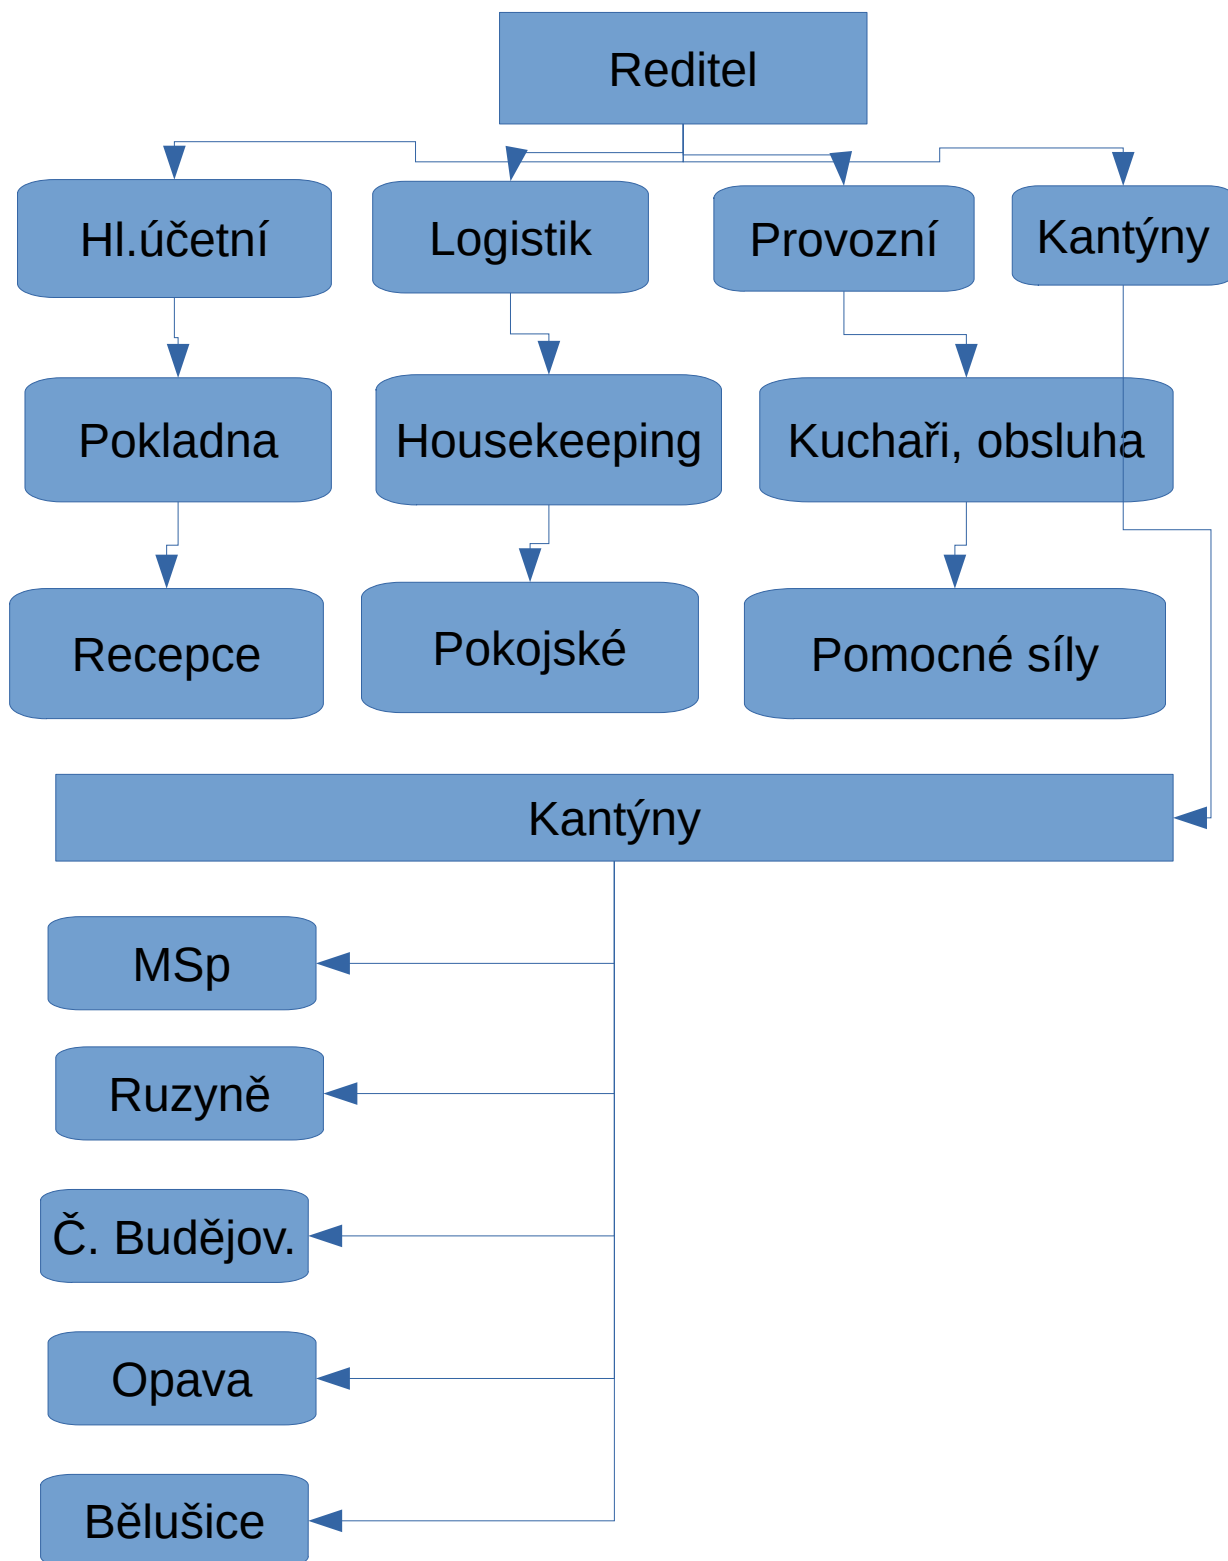 Reditel
Hl.účetní
Logistik
Provozní
Kantýny
Pokladna
Housekeeping
Kuchaři, obsluha
Recepce
Pokojské
Pomocné síly
Kantýny
MSp
Ruzyně
Č. Budějov.
Opava
Bělušice